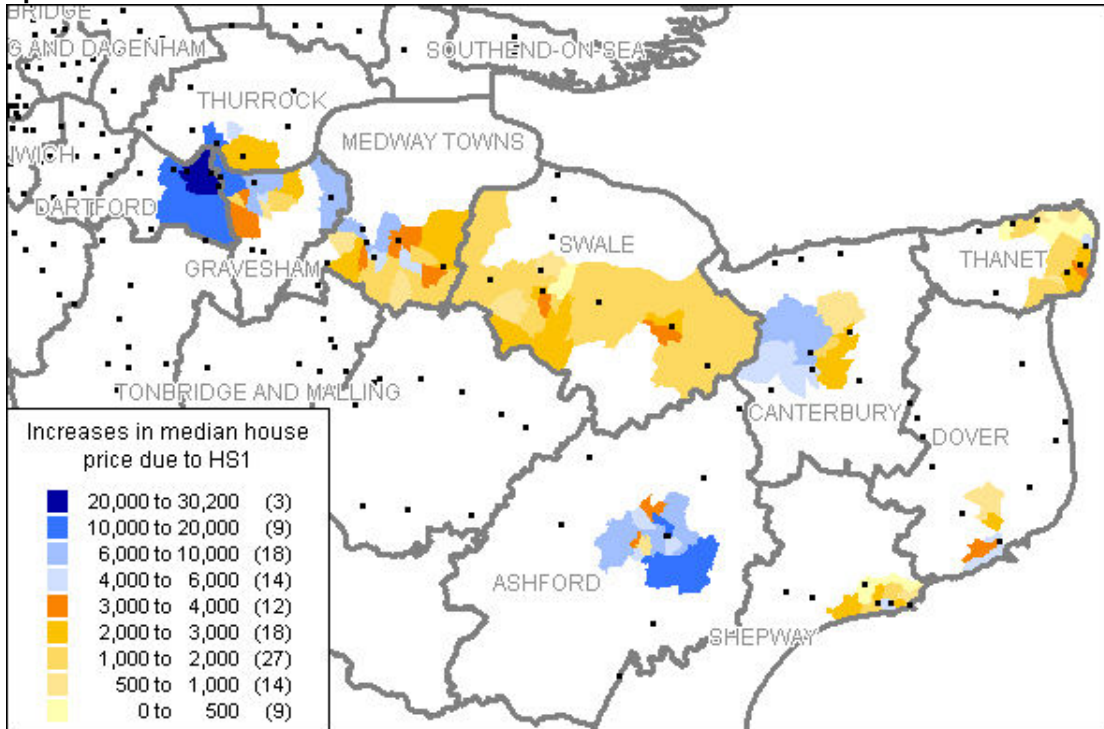 BRIDGE
G AND DAGENHAM
SOUTHEND-ON-SEA
THURROCK
MEDWAY TOWNS
NWICH
DARTFORD
SWALE
THANET
GRAVESHAM
TONBRIDGE AND MALLING
CANTERBURY
DOVER
ASHFORD
SHEPWAY
Increases in median house
price due to HS1
20,000 to 30,200 (3)
10,000 to 20,000 (9)
6,000 to 10,000 (18)
4,000 to 6,000 (14)
3,000 to 4,000 (12)
2,000 to 3,000 (18)
1,000 to 2,000 (27)
500 to 1,000 (14)
0 to 500 (9)